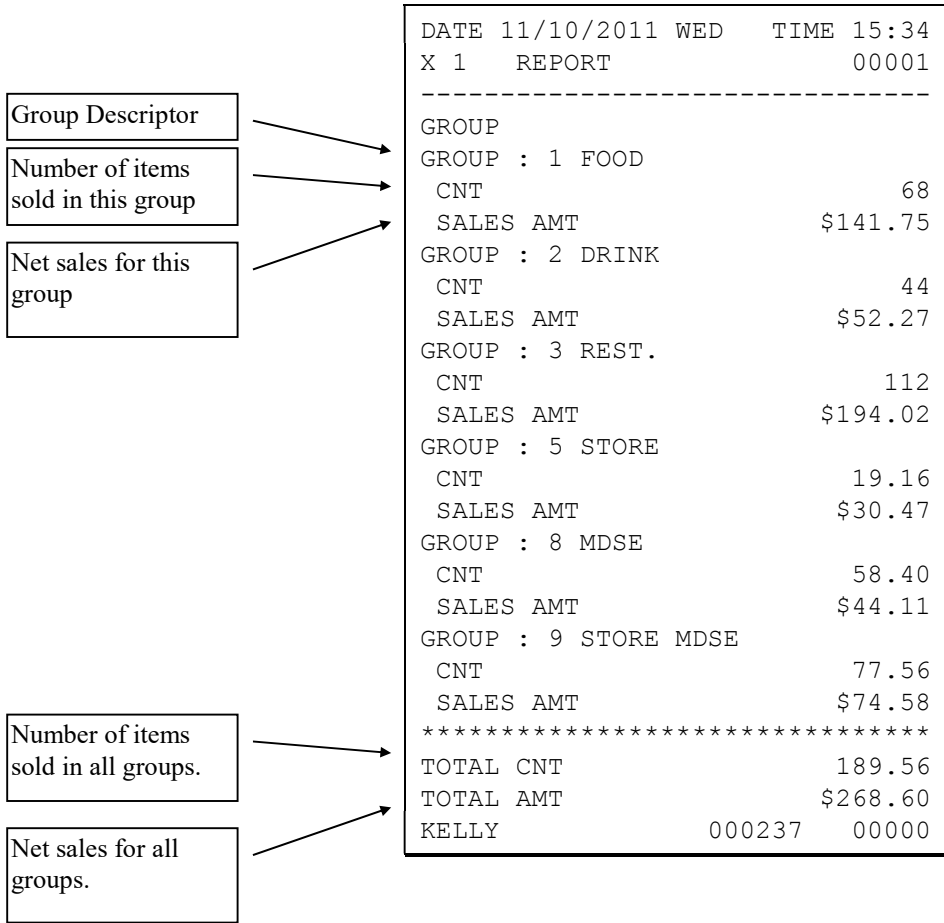 DATE 11/10/2011 WED TIME 15:34
X 1 REPORT 00001
--------------------------------
GROUP
GROUP : 1 FOOD
CNT 68
SALES AMT $141.75
GROUP : 2 DRINK
CNT 44
SALES AMT $52.27
GROUP : 3 REST.
CNT 112
SALES AMT $194.02
GROUP : 5 STORE
CNT 19.16
SALES AMT $30.47
GROUP : 8 MDSE
CNT 58.40
SALES AMT $44.11
GROUP : 9 STORE MDSE
CNT 77.56
SALES AMT $74.58
********************************
TOTAL CNT 189.56
TOTAL AMT $268.60
KELLY 000237 00000
Group Descriptor
Number of items
sold in this group
Net sales for this
group
Number of items
sold in all groups.
Net sales for all
groups.